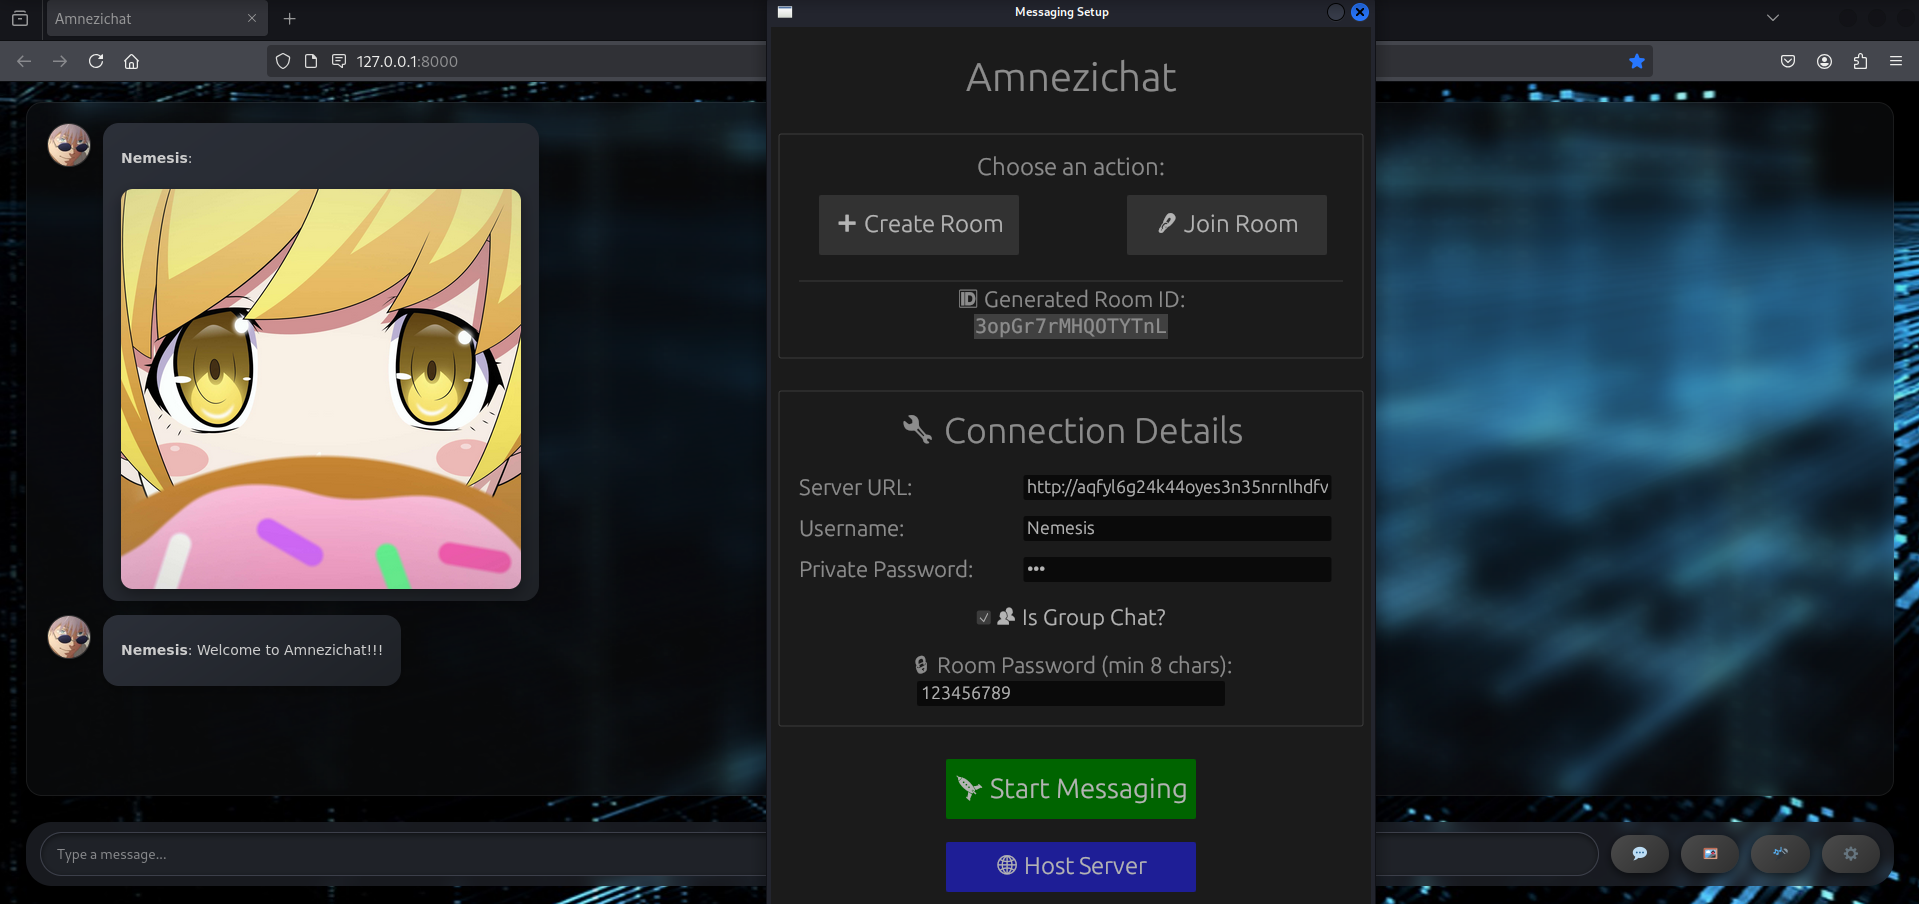 Amnezichat
127.0.0.1:8000
Nemesis:
Nemesis: Welcome to Amnezichat!!!
Type a message...
Messaging Setup
Amnezichat
Choose an action:
Create Room
Join Room
ID Generated Room ID:
3opGr7rMHQOTYTnL
Connection Details
Server URL: http://aqfyl6g24k44oyes3n35nrnlhdfv
Username: Nemesis
Private Password: •••
Is Group Chat?
Room Password (min 8 chars):
123456789
Start Messaging
Host Server